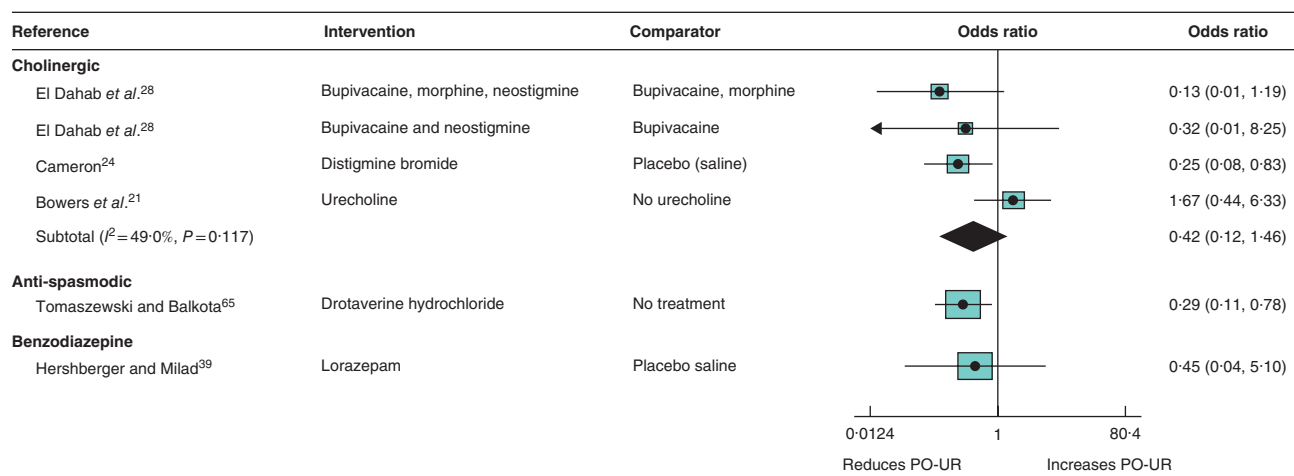 Reference Intervention Comparator Odds ratio Odds ratio
Cholinergic
El Dahab et al.28 Bupivacaine, morphine, neostigmine Bupivacaine, morphine 0·13 (0·01, 1·19)
El Dahab et al.28 Bupivacaine and neostigmine Bupivacaine 0·32 (0·01, 8·25)
Cameron24 Distigmine bromide Placebo (saline) 0·25 (0·08, 0·83)
Bowers et al.21 Urecholine No urecholine 1·67 (0·44, 6·33)
Subtotal (I2=49·0%, P=0·117) 0·42 (0·12, 1·46)
Anti-spasmodic
Tomaszewski and Balkota65 Drotaverine hydrochloride No treatment 0·29 (0·11, 0·78)
Benzodiazepine
Hershberger and Milad39 Lorazepam Placebo saline 0·45 (0·04, 5·10)
0·0124 1 80·4
Reduces PO-UR Increases PO-UR